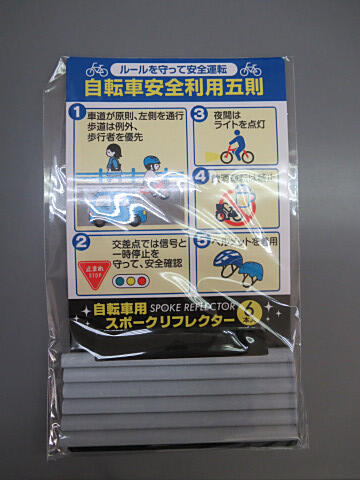 ルールを守って安全運転
自転車安全利用五則
1
車道が原則、左側を通行
歩道は例外、
歩行者を優先
2
交差点では信号と
一時停止を
守って、安全確認
止まれ
STOP
3
夜間は
ライトを点灯
4
5
ヘルメットを着用
自転車用 SPOKE REFLECTOR
スポークリフレクター
6
本入